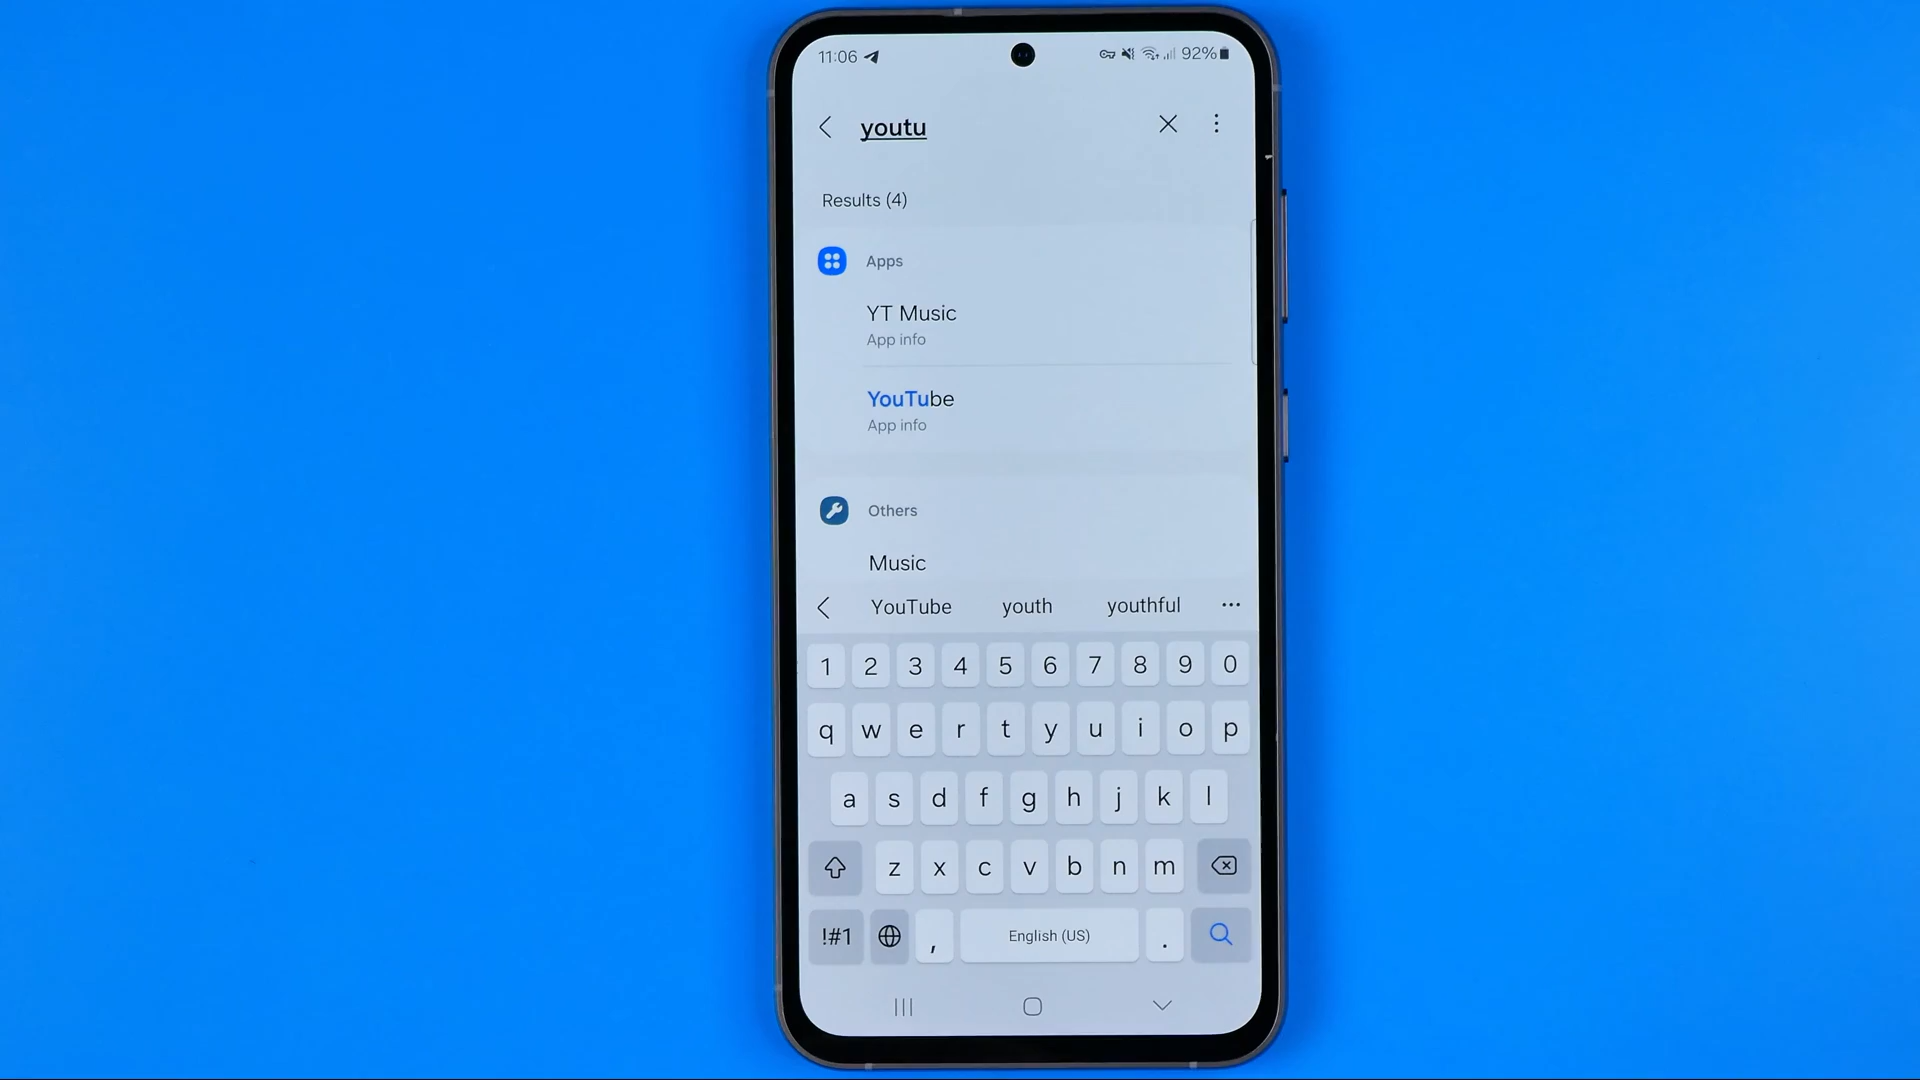 11:06 92%
youtu
Results (4)
Apps
YT Music
App info
YouTube
App info
Others
Music
YouTube youth youthful ...
1 2 3 4 5 6 7 8 9 0
q w e r t y u i o p
a s d f g h j k l
z x c v b n m
!#1 , English (US) .